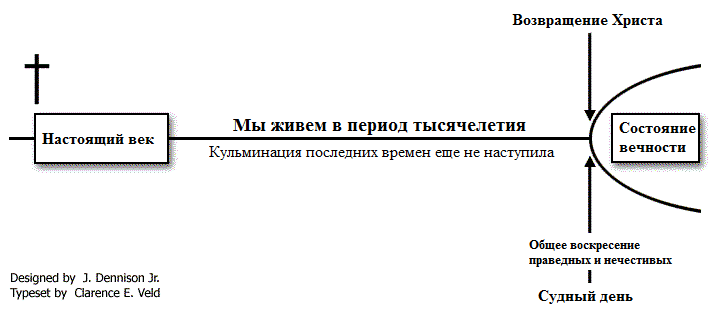 Возвращение Христа
Настоящий век
Мы живем в период тысячелетия
Кульминация последних времен еще не наступила
Состояние
вечности
Общее воскресение
праведных и нечестивых
Судный день
Designed by J. Dennison Jr.
Typeset by Clarence E. Veld